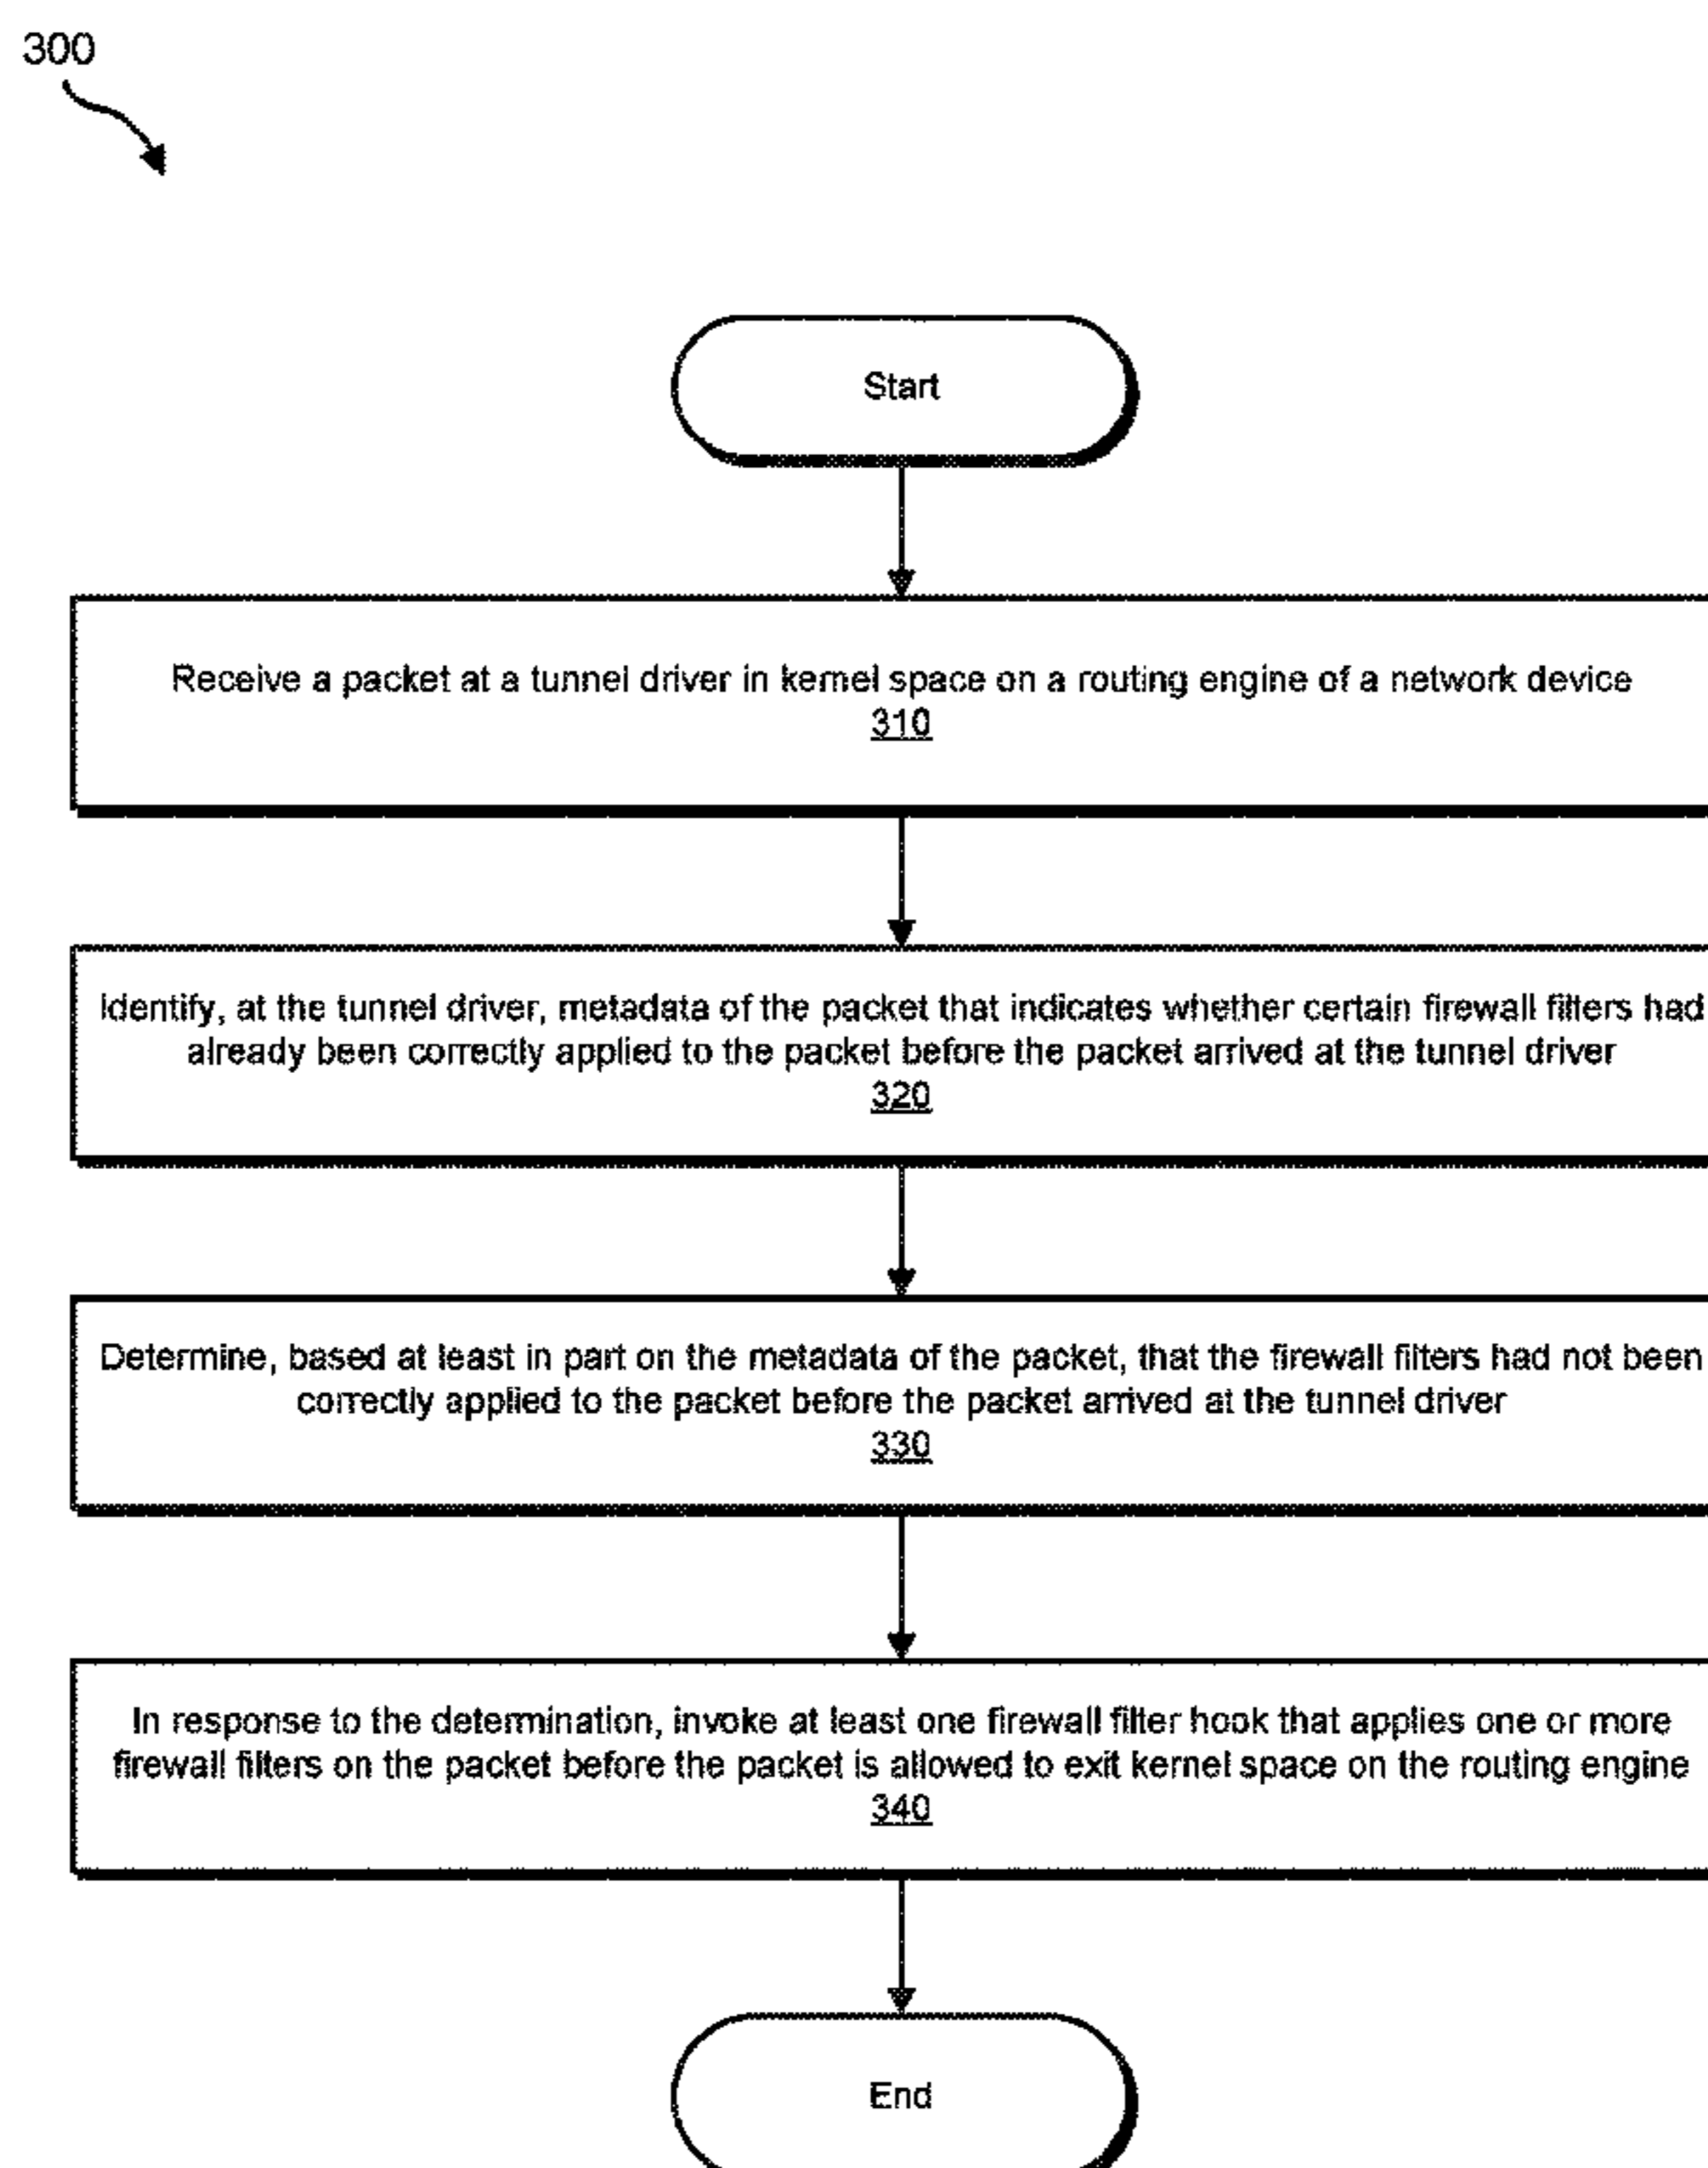 300
Start
Receive a packet at a tunnel driver in kernel space on a routing engine of a network device
310
Identify, at the tunnel driver, metadata of the packet that indicates whether certain firewall filters had
already been correctly applied to the packet before the packet arrived at the tunnel driver
320
Determine, based at least in part on the metadata of the packet, that the firewall filters had not been
correctly applied to the packet before the packet arrived at the tunnel driver
330
In response to the determination, invoke at least one firewall filter hook that applies one or more
firewall filters on the packet before the packet is allowed to exit kernel space on the routing engine
340
End